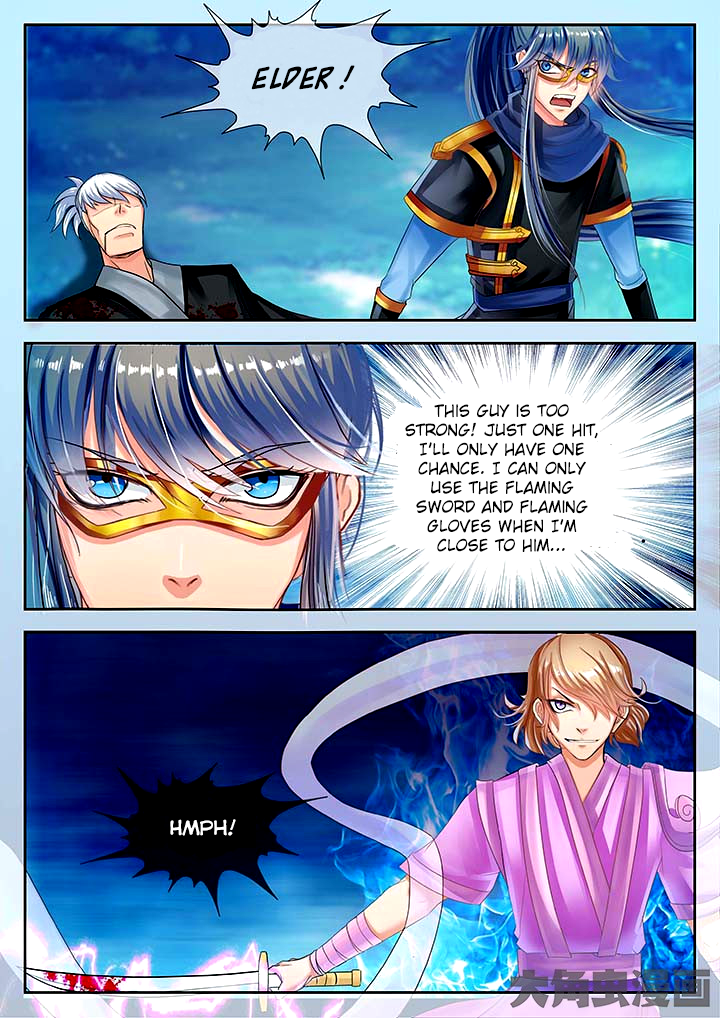 ELDER!
THIS GUY IS TOO
STRONG! JUST ONE HIT,
I'LL ONLY HAVE ONE
CHANCE. I CAN ONLY
USE THE FLAMING
SWORD AND FLAMING
GLOVES WHEN I'M
CLOSE TO HIM...
HMPH!
大角虫漫画